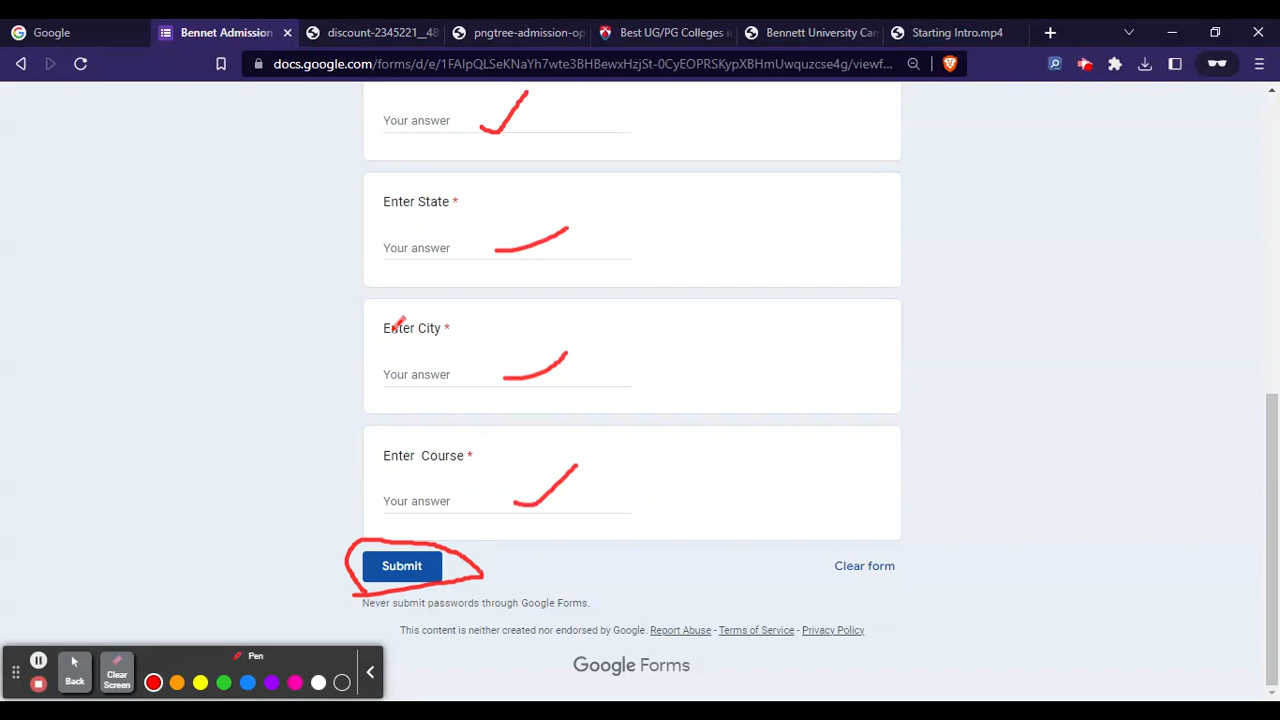 Google
Bennet Admission
discount-2345221__48
pngtree-admission-op
Best UG/PG Colleges i
Bennett University Ca
Starting Intro.mp4
docs.google.com/forms/d/e/1FAIpQLSeKNaYh7wte3BHBewxHzjSt-0CyEOPRSKypXBHmUwquzcse4g/viewf...
Your answer
Enter State *
Your answer
Enter City *
Your answer
Enter Course *
Your answer
Submit
Clear form
Never submit passwords through Google Forms.
This content is neither created nor endorsed by Google. Report Abuse - Terms of Service - Privacy Policy
Google Forms
Pen
Back
Clear
Screen